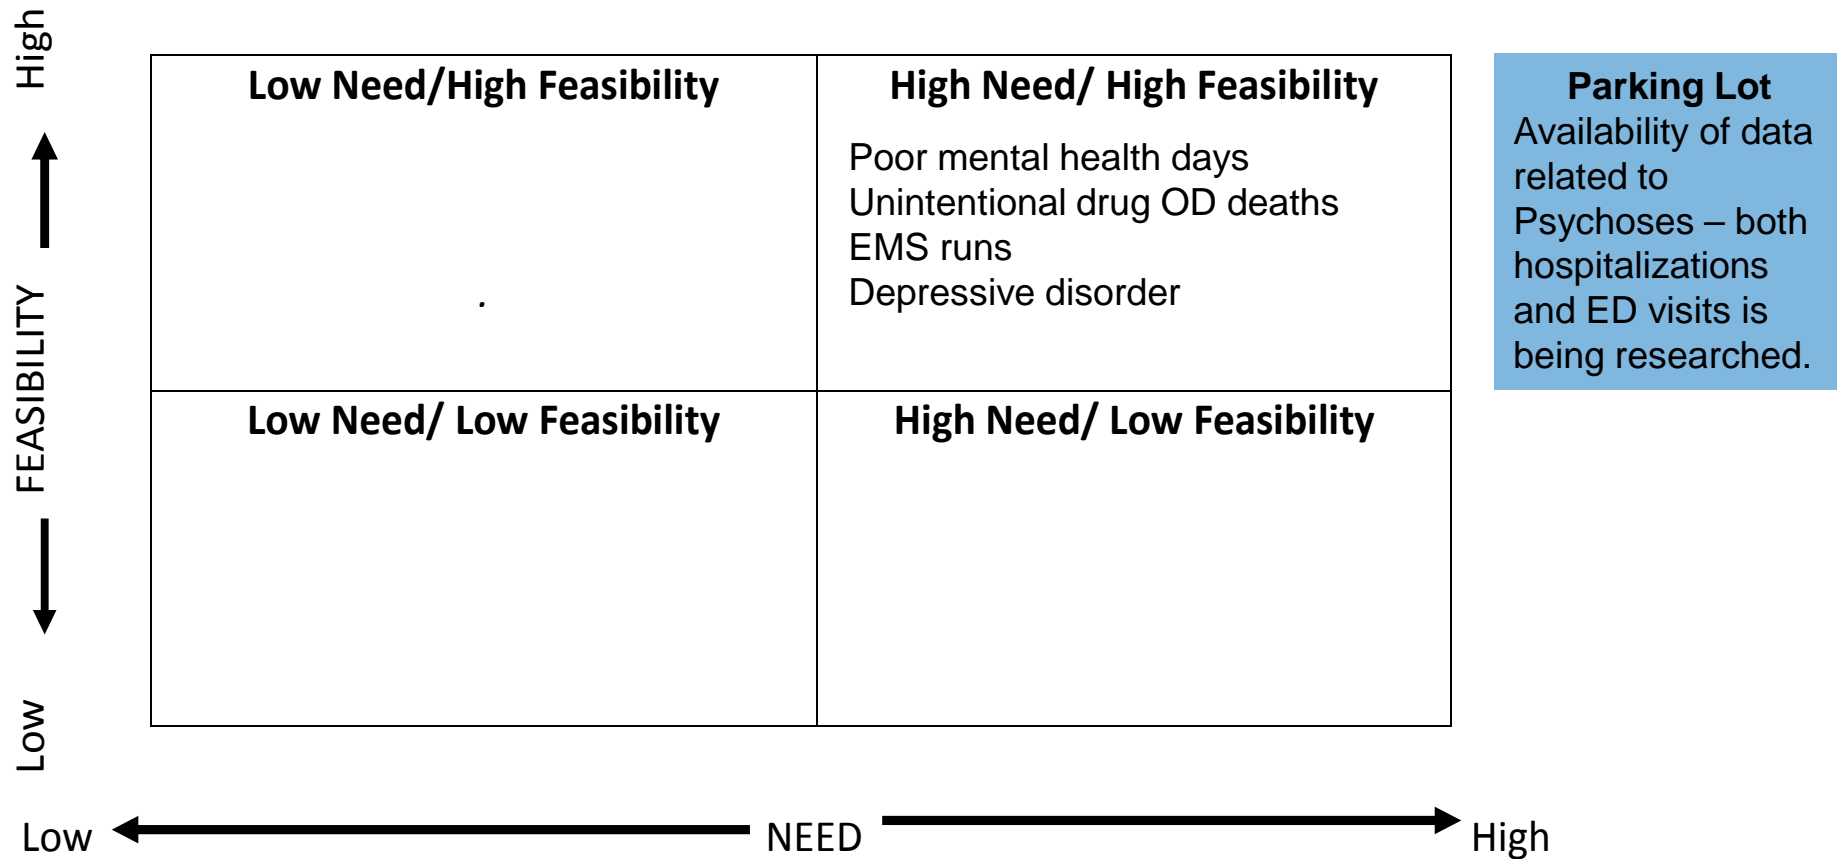 High
FEASIBILITY
Low
Low Need/High Feasibility
.
High Need/ High Feasibility
Poor mental health days
Unintentional drug OD deaths
EMS runs
Depressive disorder
Low Need/ Low Feasibility
High Need/ Low Feasibility
Parking Lot
Availability of data
related to
Psychoses – both
hospitalizations
and ED visits is
being researched.
Low
NEED
High